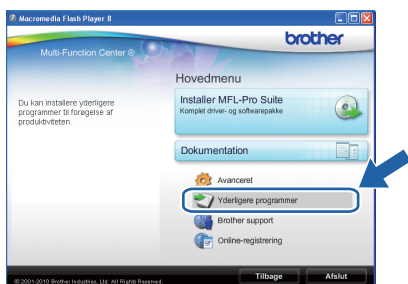 Macromedia Flash Player 8
brother
Multi-Function Center ®
Hovedmenu
Du kan installere yderligere
programmer til forøgelse af
produktiviteten.
Installer MFL-Pro Suite
Komplet driver- og softwarepakke
Dokumentation
Avanceret
Yderligere programmer
Brother support
Online-registrering
© 2001-2010 Brother Industries, Ltd. All Rights Reserved.
Tilbage
Afslut